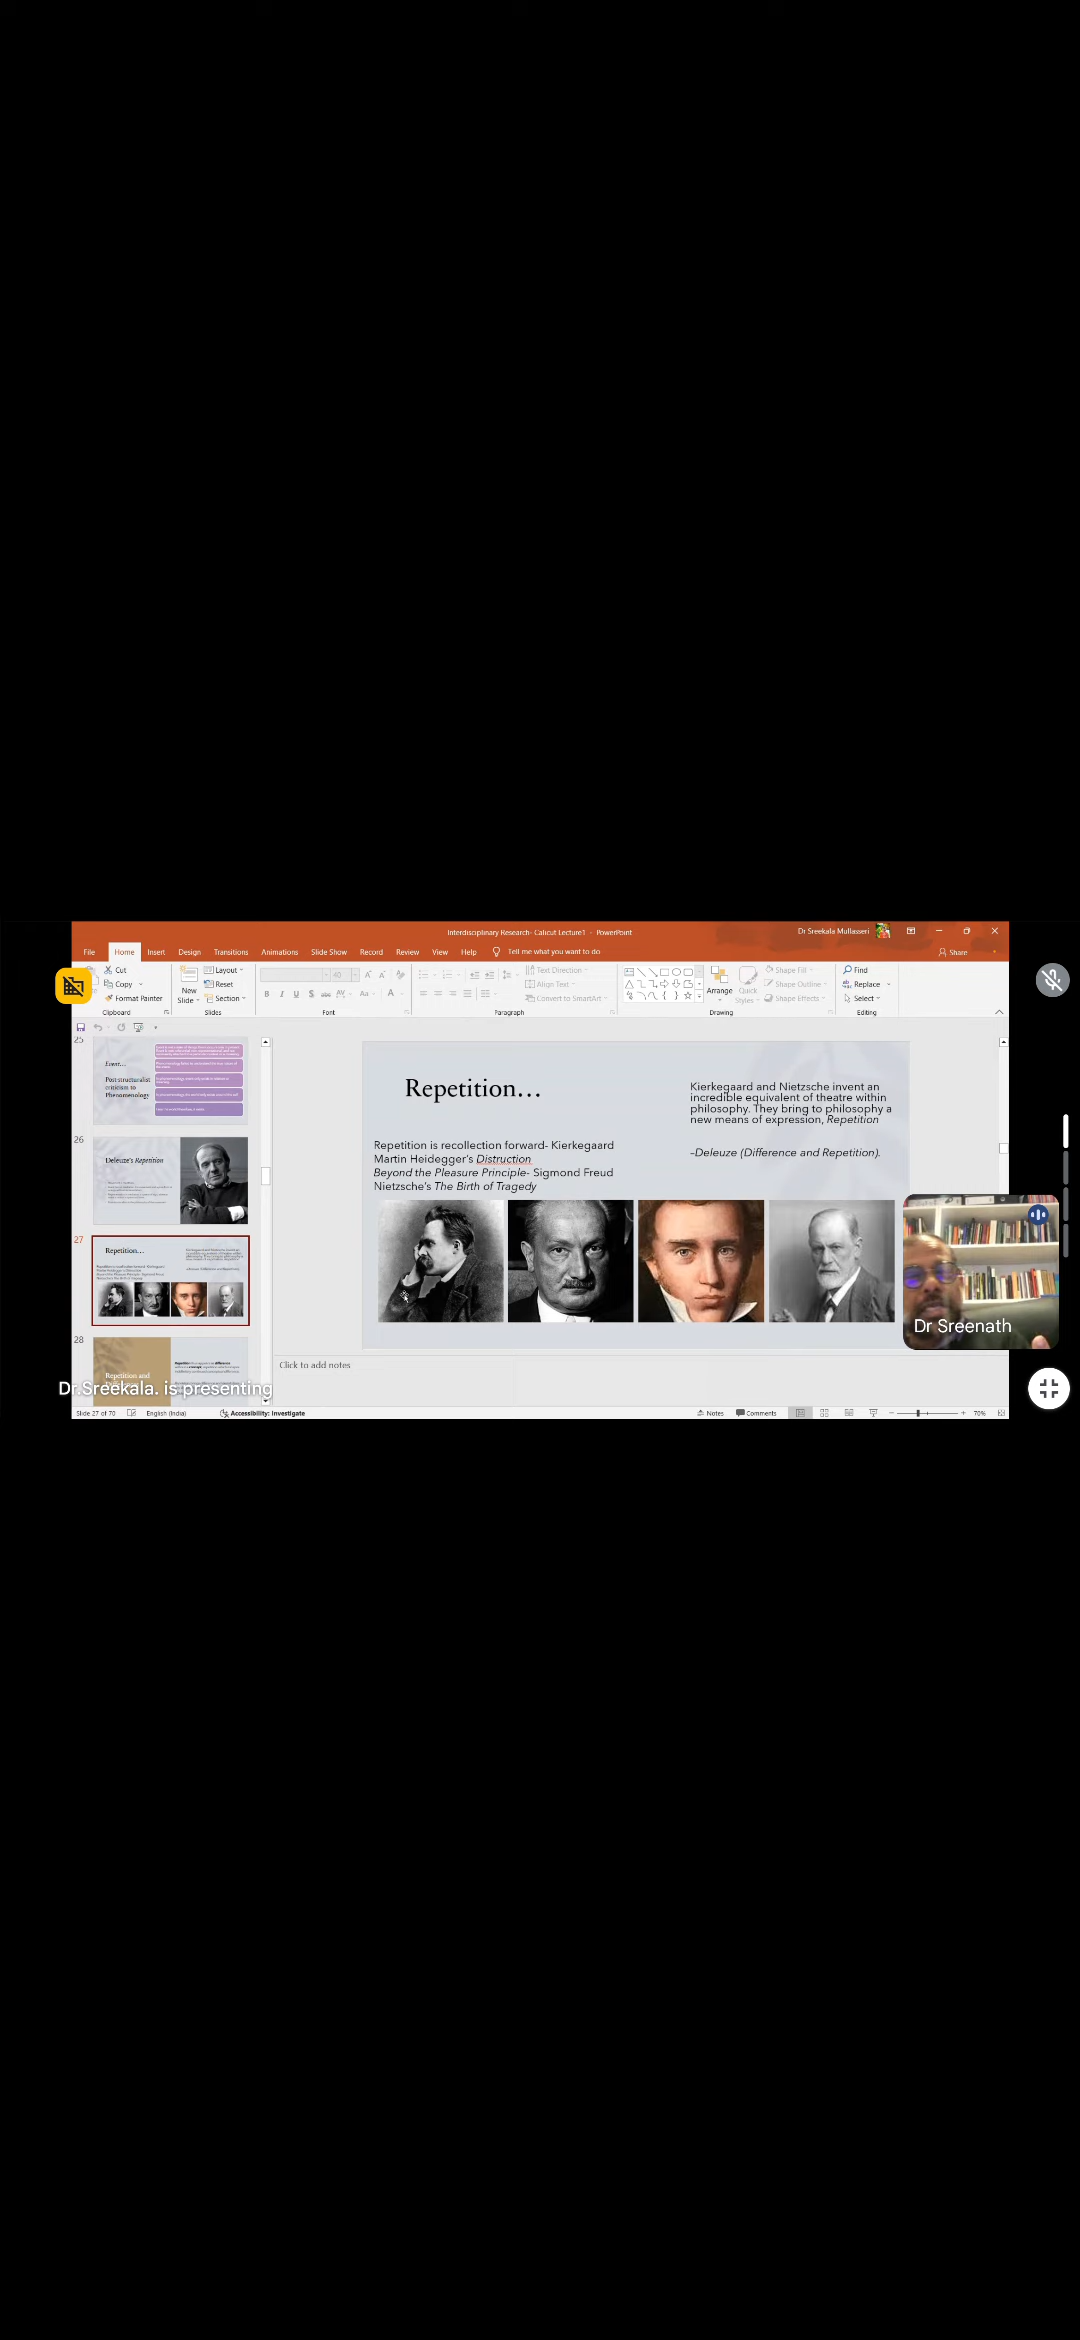 Interdisciplinary Research- Calicut Lecture1 - PowerPoint
Dr Sreekala Mullasseri
File Home Insert Design Transitions Animations Slide Show Record Review View Help Tell me what you want to do
Share
Cut
Copy
Format Painter
Clipboard
New
Slide
Layout
Reset
Section
Slides
40
Font
Text Direction
Align Text
Convert to SmartArt
Paragraph
Arrange
Quick
Styles
Shape Fill
Shape Outline
Shape Effects
Drawing
Find
Replace
Select
Editing
25
Event…
Post-structuralist
criticism to
Phenomenology
26
Deleuze's Repetition
27
Repetition…
28
Repetition and
Repetition…
Repetition is recollection forward- Kierkegaard
Martin Heidegger's Distruction
Beyond the Pleasure Principle- Sigmond Freud
Nietzsche's The Birth of Tragedy
Kierkegaard and Nietzsche invent an
incredible equivalent of theatre within
philosophy. They bring to philosophy a
new means of expression, Repetition
–Deleuze (Difference and Repetition).
Dr Sreenath
Click to add notes
Dr.Sreekala. is presenting
Slide 27 of 70 English (India) Accessibility: Investigate
Notes Comments 70%